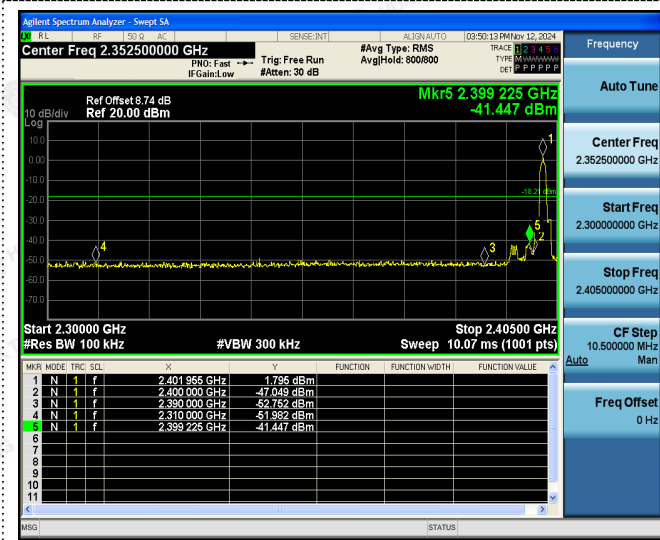 Agilent Spectrum Analyzer - Swept SA
LXI RL RF 50 Ω AC SENSE:INT ALIGN AUTO 03:50:13 PM Nov 12, 2024
Center Freq 2.352500000 GHz #Avg Type: RMS TRACE 1 2 3 4 5 6
PNO: Fast Trig: Free Run Avg|Hold: 800/800 TYPE M W W W W W
IFGain:Low #Atten: 30 dB DET P P P P P P
Mkr5 2.399 225 GHz
-41.447 dBm
Ref Offset 8.74 dB
10 dB/div Ref 20.00 dBm
Log
10.0
0.00
-10.0
-20.0
-30.0
-40.0
-50.0
-60.0
-70.0
1
-18.21 dBm
5
2
3
4
Start 2.30000 GHz Stop 2.40500 GHz
#Res BW 100 kHz #VBW 300 kHz Sweep 10.07 ms (1001 pts)
MKR MODE TRC SCL X Y FUNCTION FUNCTION WIDTH FUNCTION VALUE
1 N 1 f 2.401 955 GHz 1.795 dBm
2 N 1 f 2.400 000 GHz -47.049 dBm
3 N 1 f 2.390 000 GHz -52.752 dBm
4 N 1 f 2.310 000 GHz -51.982 dBm
5 N 1 f 2.399 225 GHz -41.447 dBm
6
7
8
9
10
11
MSG STATUS
Frequency
Auto Tune
Center Freq
2.352500000 GHz
Start Freq
2.300000000 GHz
Stop Freq
2.405000000 GHz
CF Step
10.500000 MHz
Auto Man
Freq Offset
0 Hz